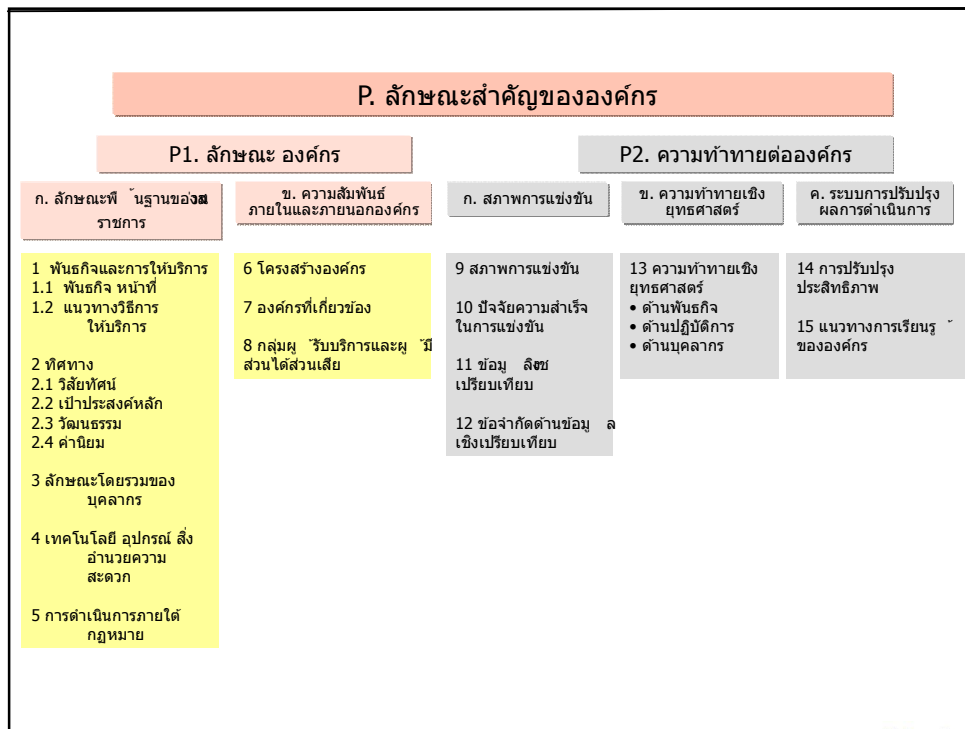 P. ลักษณะสำคัญขององค์กร
P1. ลักษณะ องค์กร
P2. ความท้าทายต่อองค์กร
ก. ลักษณะพื้นฐานของส่วน
ราชการ
ข. ความสัมพันธ์
ภายในและภายนอกองค์กร
ก. สภาพการแข่งขัน
ข. ความท้าทายเชิง
ยุทธศาสตร์
ค. ระบบการปรับปรุง
ผลการดำเนินการ
1 พันธกิจและการให้บริการ
1.1 พันธกิจ หน้าที่
1.2 แนวทางวิธีการ
ให้บริการ
2 ทิศทาง
2.1 วิสัยทัศน์
2.2 เป้าประสงค์หลัก
2.3 วัฒนธรรม
2.4 ค่านิยม
3 ลักษณะโดยรวมของ
บุคลากร
4 เทคโนโลยี อุปกรณ์ สิ่ง
อำนวยความ
สะดวก
5 การดำเนินการภายใต้
กฎหมาย
6 โครงสร้างองค์กร
7 องค์กรที่เกี่ยวข้อง
8 กลุ่มผู้รับบริการและผู้มี
ส่วนได้ส่วนเสีย
9 สภาพการแข่งขัน
10 ปัจจัยความสำเร็จ
ในการแข่งขัน
11 ข้อมูลเชิง
เปรียบเทียบ
12 ข้อจำกัดด้านข้อมูล
เชิงเปรียบเทียบ
13 ความท้าทายเชิง
ยุทธศาสตร์
• ด้านพันธกิจ
• ด้านปฏิบัติการ
• ด้านบุคลากร
14 การปรับปรุง
ประสิทธิภาพ
15 แนวทางการเรียนรู้
ขององค์กร